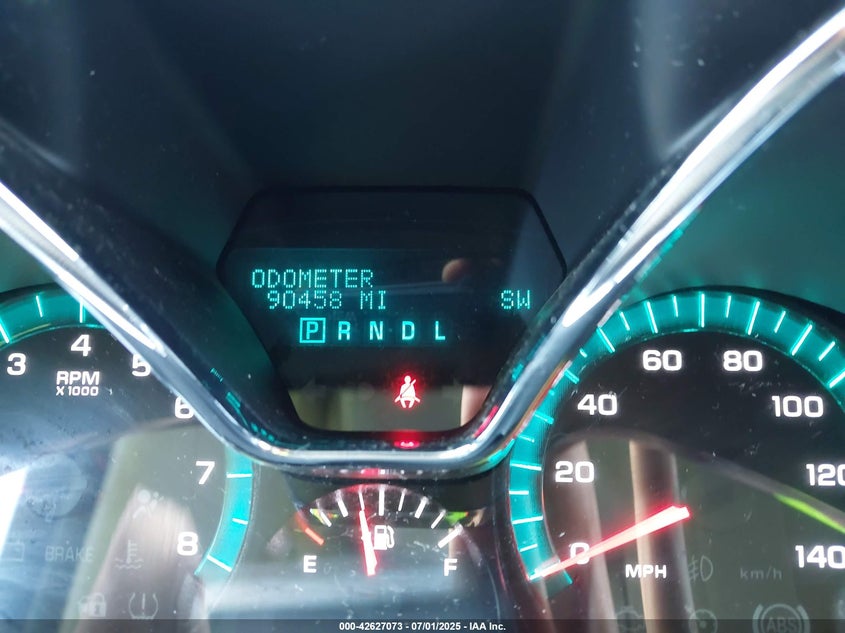 ODOMETER
90458 MI SW
P R N D L
3 4 5 6 7 8
RPM
X 1000
0 20 40 60 80 100 120 140
MPH
km/h
E F
BRAKE
ABS
000-42627073 - 07/01/2025 - IAA Inc.